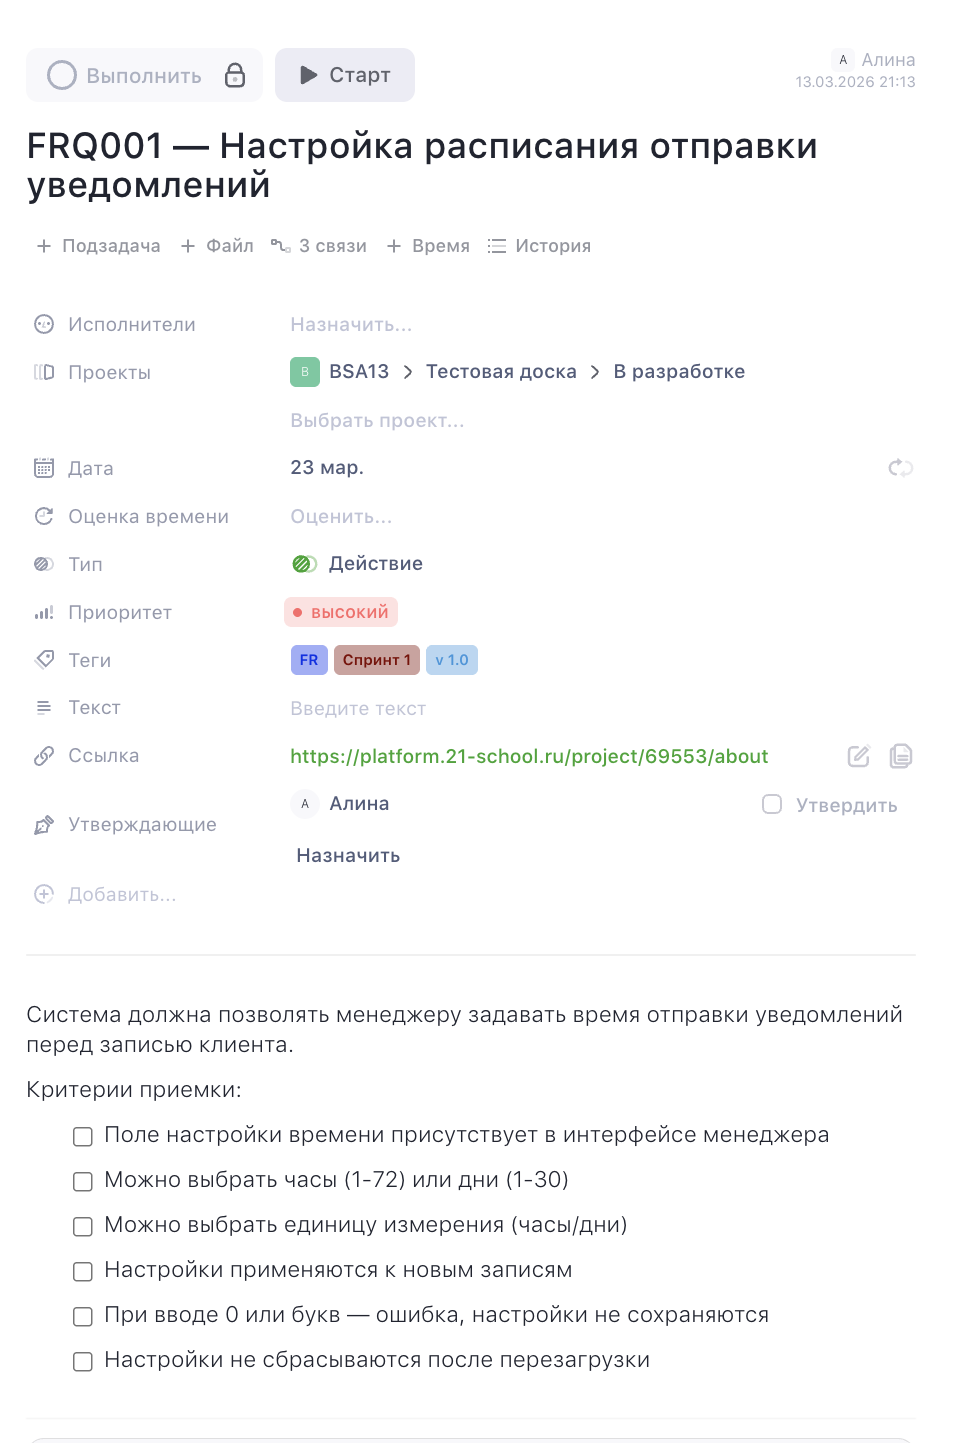 Выполнить
Старт
А Алина
13.03.2026 21:13
FRQ001 — Настройка расписания отправки
уведомлений
+ Подзадача + Файл 3 связи + Время История
Исполнители Назначить...
Проекты B BSA13 > Тестовая доска > В разработке
Выбрать проект...
Дата 23 мар.
Оценка времени Оценить...
Тип Действие
Приоритет высокий
Теги FR Спринт 1 v 1.0
Текст Введите текст
Ссылка https://platform.21-school.ru/project/69553/about
Утверждающие А Алина Утвердить
Назначить
Добавить...
Система должна позволять менеджеру задавать время отправки уведомлений
перед записью клиента.
Критерии приемки:
Поле настройки времени присутствует в интерфейсе менеджера
Можно выбрать часы (1-72) или дни (1-30)
Можно выбрать единицу измерения (часы/дни)
Настройки применяются к новым записям
При вводе 0 или букв — ошибка, настройки не сохраняются
Настройки не сбрасываются после перезагрузки